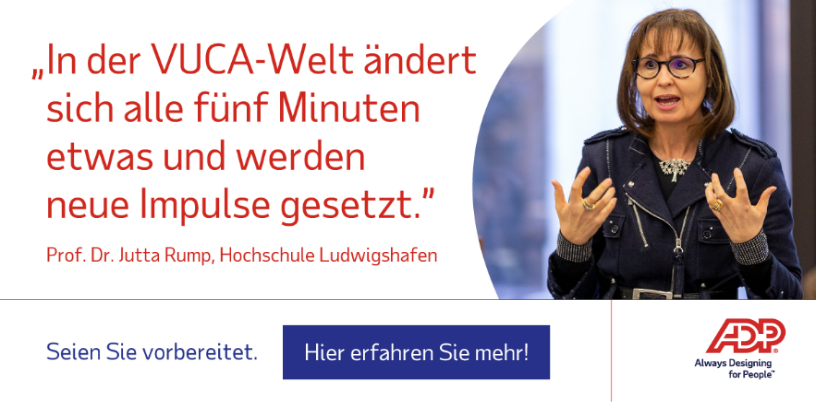 „In der VUCA-Welt ändert
sich alle fünf Minuten
etwas und werden
neue Impulse gesetzt.”
Prof. Dr. Jutta Rump, Hochschule Ludwigshafen
Seien Sie vorbereitet.
Hier erfahren Sie mehr!
ADP®
Always Designing
for People™